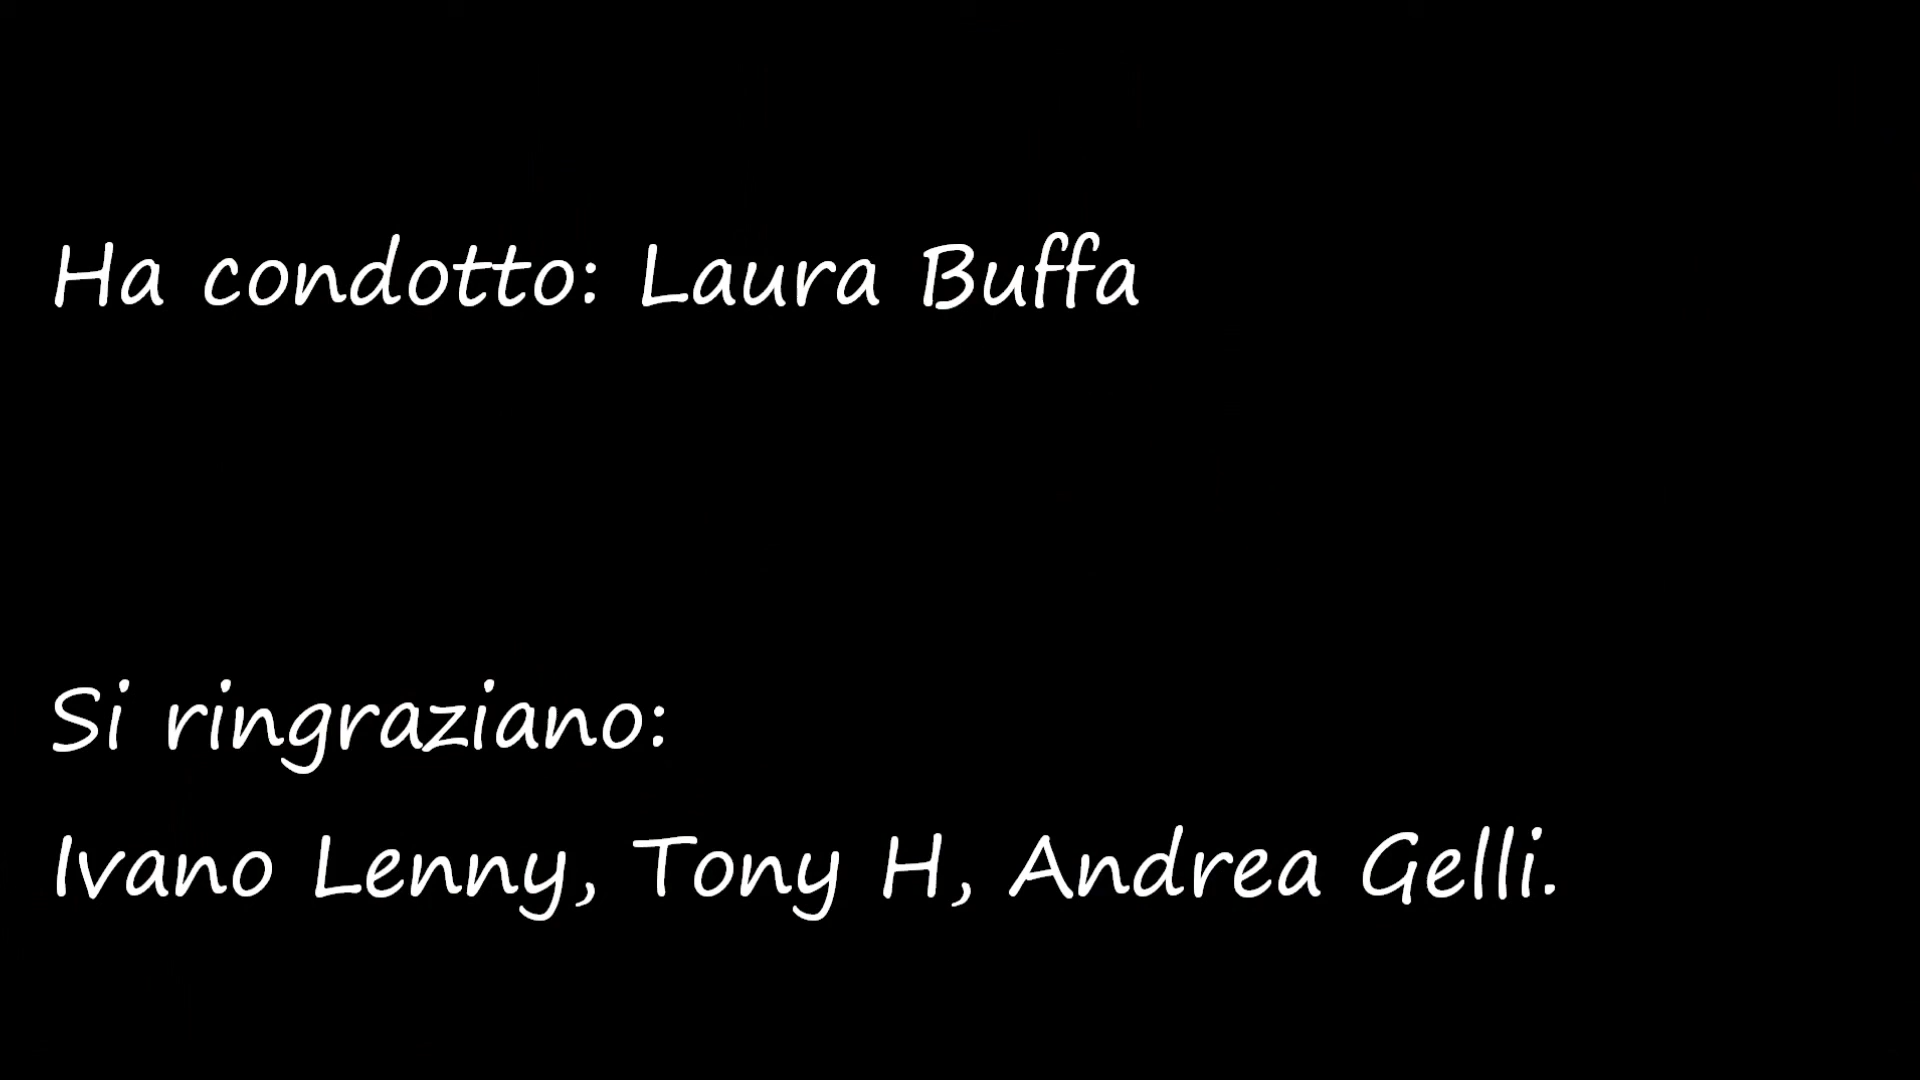 Ha condotto: Laura Buffa
Si ringraziano:
Ivano Lenny, Tony H, Andrea Gelli.